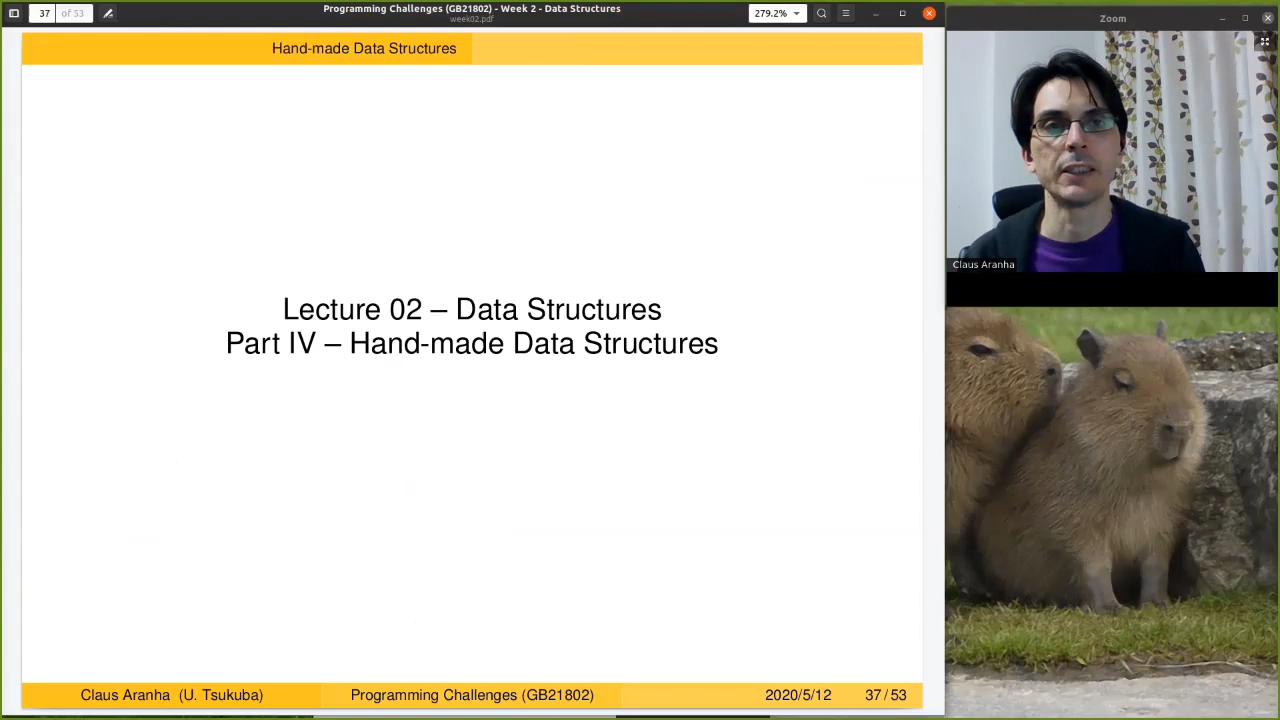 37 of 53
Programming Challenges (GB21802) - Week 2 - Data Structures
week02.pdf
279.2%
Zoom
Hand-made Data Structures
Lecture 02 – Data Structures
Part IV – Hand-made Data Structures
Claus Aranha
Claus Aranha (U. Tsukuba)
Programming Challenges (GB21802)
2020/5/12
37 / 53